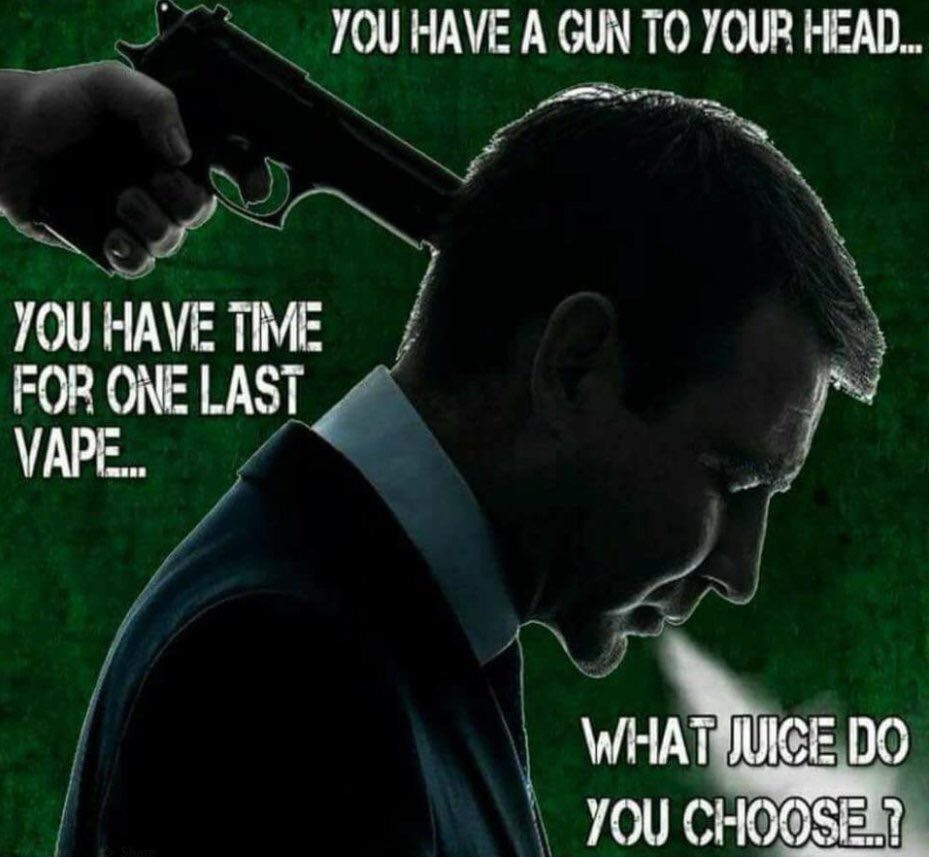 YOU HAVE A GUN TO YOUR HEAD...
YOU HAVE TIME
FOR ONE LAST
VAPE...
WHAT JUICE DO
YOU CHOOSE..?